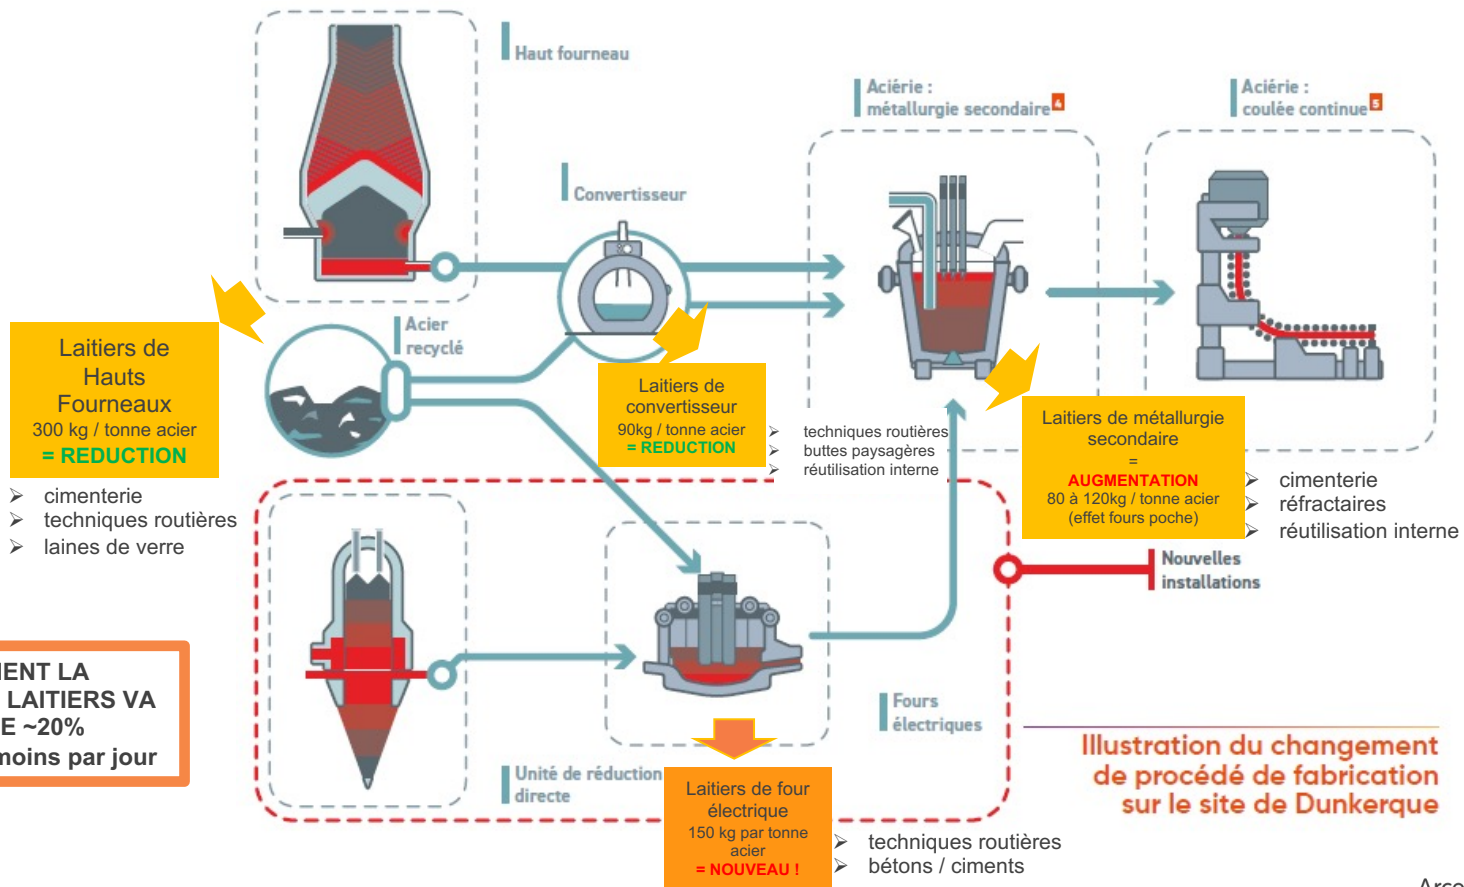 Haut fourneau
Aciérie :
métallurgie secondaire 4
Aciérie :
coulée continue 5
Convertisseur
Acier
recyclé
Laitiers de
Hauts
Fourneaux
300 kg / tonne acier
= REDUCTION
➢ cimenterie
➢ techniques routières
➢ laines de verre
Laitiers de
convertisseur
90kg / tonne acier
= REDUCTION
➢ techniques routières
➢ buttes paysagères
➢ réutilisation interne
Laitiers de métallurgie
secondaire
=
AUGMENTATION
80 à 120kg / tonne acier
(effet fours poche)
➢ cimenterie
➢ réfractaires
➢ réutilisation interne
Nouvelles
installations
MENT LA
LAITIERS VA
E ~20%
moins par jour
Fours
électriques
Unité de réduction
directe
Laitiers de four
électrique
150 kg par tonne
acier
= NOUVEAU !
➢ techniques routières
➢ bétons / ciments
Illustration du changement
de procédé de fabrication
sur le site de Dunkerque